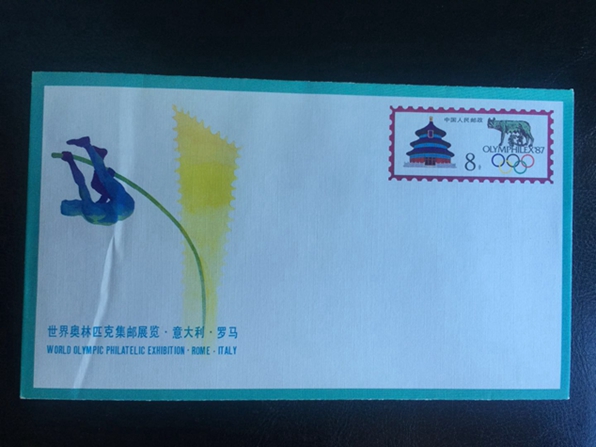 中国人民邮政
8分
OLYMPHILEX'87
世界奥林匹克集邮展览·意大利·罗马
WORLD OLYMPIC PHILATELIC EXHIBITION · ROME · ITALY